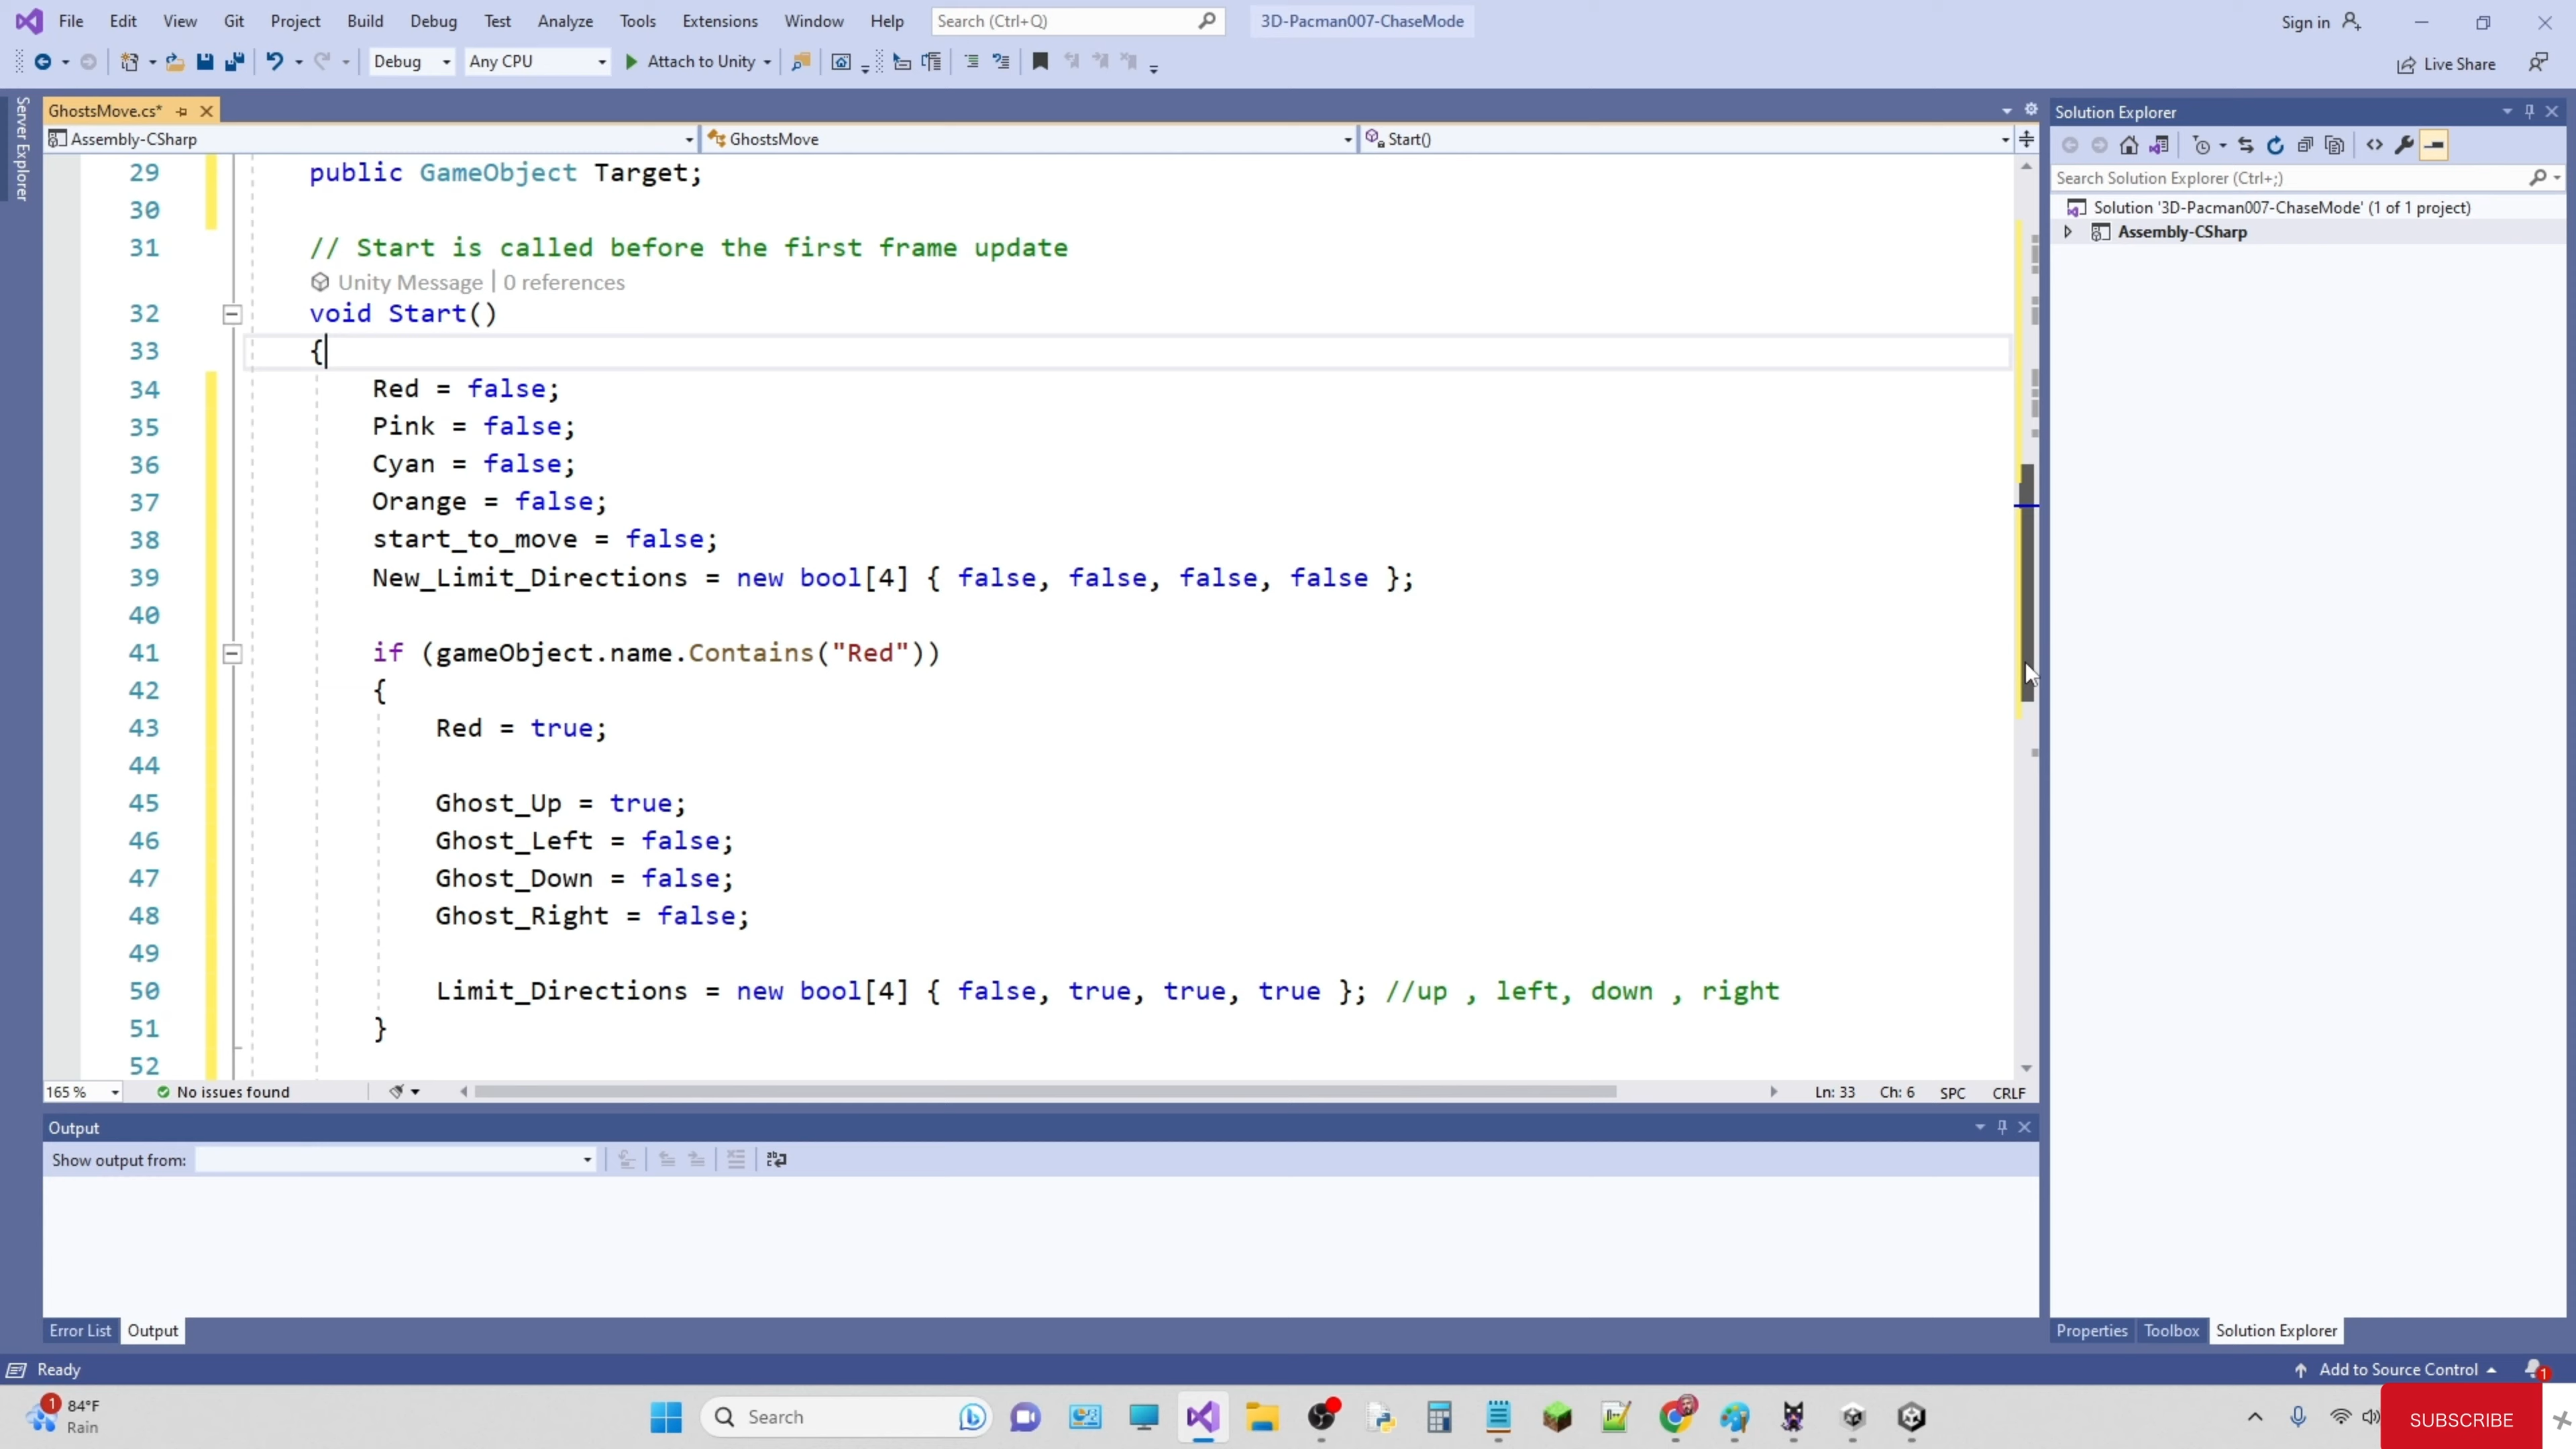 File Edit View Git Project Build Debug Test Analyze Tools Extensions Window Help Search (Ctrl+Q) 3D-Pacman007-ChaseMode Sign in
Debug Any CPU Attach to Unity Live Share
Server Explorer
GhostsMove.cs*
Assembly-CSharp GhostsMove Start()
29 public GameObject Target;
30
31 // Start is called before the first frame update
Unity Message | 0 references
32 void Start()
33 {
34 Red = false;
35 Pink = false;
36 Cyan = false;
37 Orange = false;
38 start_to_move = false;
39 New_Limit_Directions = new bool[4] { false, false, false, false };
40
41 if (gameObject.name.Contains("Red"))
42 {
43 Red = true;
44
45 Ghost_Up = true;
46 Ghost_Left = false;
47 Ghost_Down = false;
48 Ghost_Right = false;
49
50 Limit_Directions = new bool[4] { false, true, true, true }; //up , left, down , right
51 }
52
165 % No issues found Ln: 33 Ch: 6 SPC CRLF
Output
Show output from:
Error List Output
Solution Explorer
Search Solution Explorer (Ctrl+;)
Solution '3D-Pacman007-ChaseMode' (1 of 1 project)
Assembly-CSharp
Properties Toolbox Solution Explorer
Ready Add to Source Control 1
1 84°F
Rain
Search
SUBSCRIBE